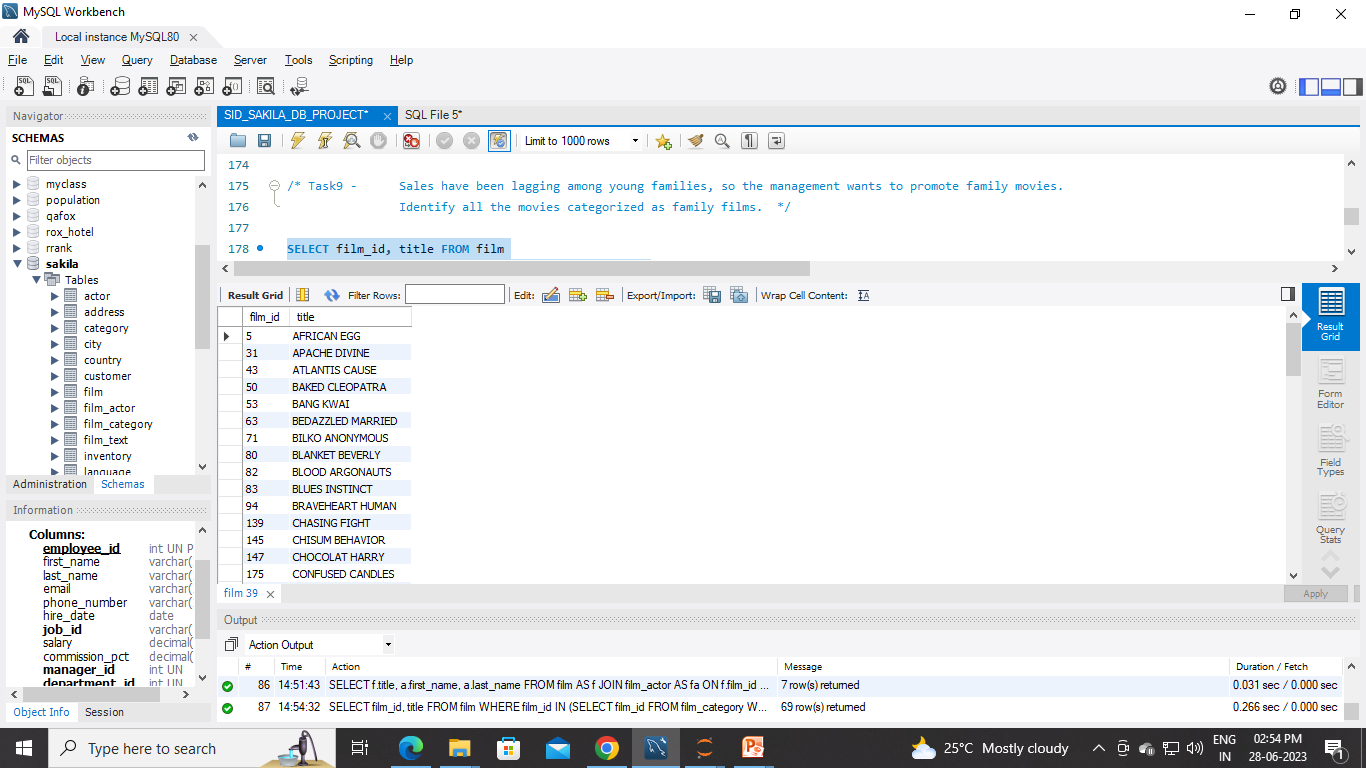 MySQL Workbench
Local instance MySQL80
File Edit View Query Database Server Tools Scripting Help
Navigator
SCHEMAS
Filter objects
myclass
population
qafox
rox_hotel
rrank
sakila
Tables
actor
address
category
city
country
customer
film
film_actor
film_category
film_text
inventory
language
Administration Schemas
Information
Columns:
employee_id int UN P
first_name varchar(
last_name varchar(
email varchar(
phone_number varchar(
hire_date date
job_id varchar(
salary decimal(
commission_pct decimal(
manager_id int UN
department_id int UN
Object Info Session
SID_SAKILA_DB_PROJECT* SQL File 5*
Limit to 1000 rows
174
175 /* Task9 - Sales have been lagging among young families, so the management wants to promote family movies.
176 Identify all the movies categorized as family films. */
177
178 SELECT film_id, title FROM film
Result Grid Filter Rows: Edit: Export/Import: Wrap Cell Content:
film_id title
5 AFRICAN EGG
31 APACHE DIVINE
43 ATLANTIS CAUSE
50 BAKED CLEOPATRA
53 BANG KWAI
63 BEDAZZLED MARRIED
71 BILKO ANONYMOUS
80 BLANKET BEVERLY
82 BLOOD ARGONAUTS
83 BLUES INSTINCT
94 BRAVEHEART HUMAN
139 CHASING FIGHT
145 CHISUM BEHAVIOR
147 CHOCOLAT HARRY
175 CONFUSED CANDLES
Result
Grid
Form
Editor
Field
Types
Query
Stats
film 39
Apply
Output
Action Output
# Time Action Message Duration / Fetch
86 14:51:43 SELECT f.title, a.first_name, a.last_name FROM film AS f JOIN film_actor AS fa ON f.film_id ... 7 row(s) returned 0.031 sec / 0.000 sec
87 14:54:32 SELECT film_id, title FROM film WHERE film_id IN (SELECT film_id FROM film_category W... 69 row(s) returned 0.266 sec / 0.000 sec
Type here to search
25°C Mostly cloudy
ENG
IN
02:54 PM
28-06-2023
1